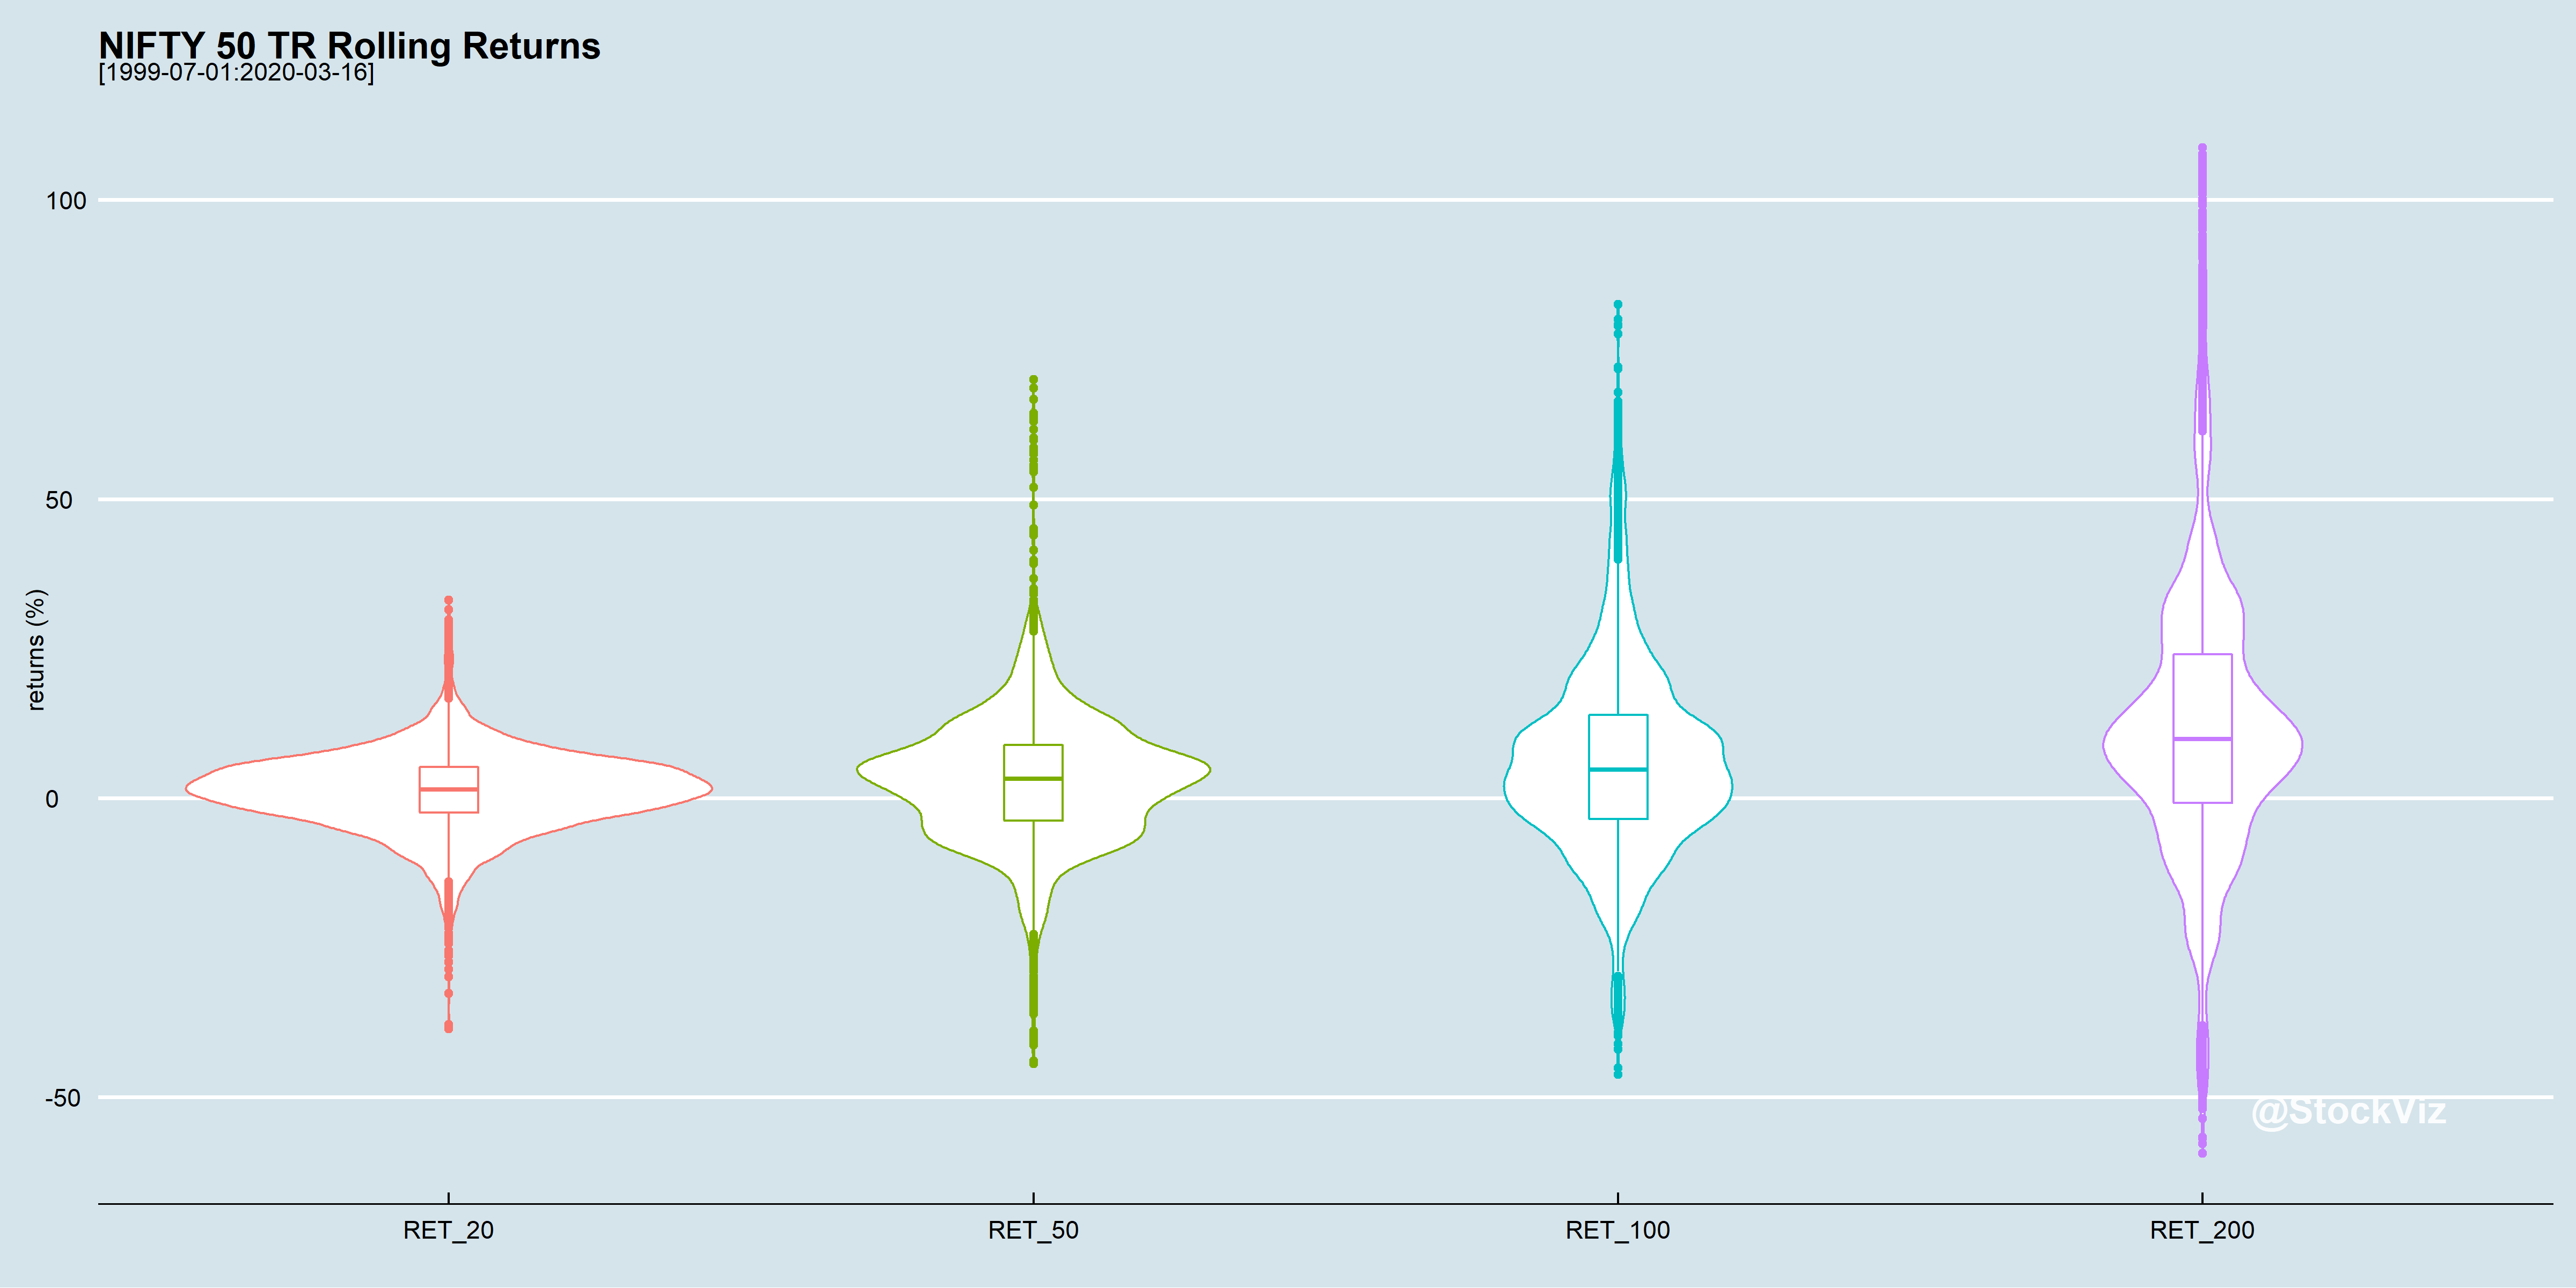 NIFTY 50 TR Rolling Returns
[1999-07-01:2020-03-16]
100
50
0
-50
returns (%)
@StockViz
RET_20
RET_50
RET_100
RET_200